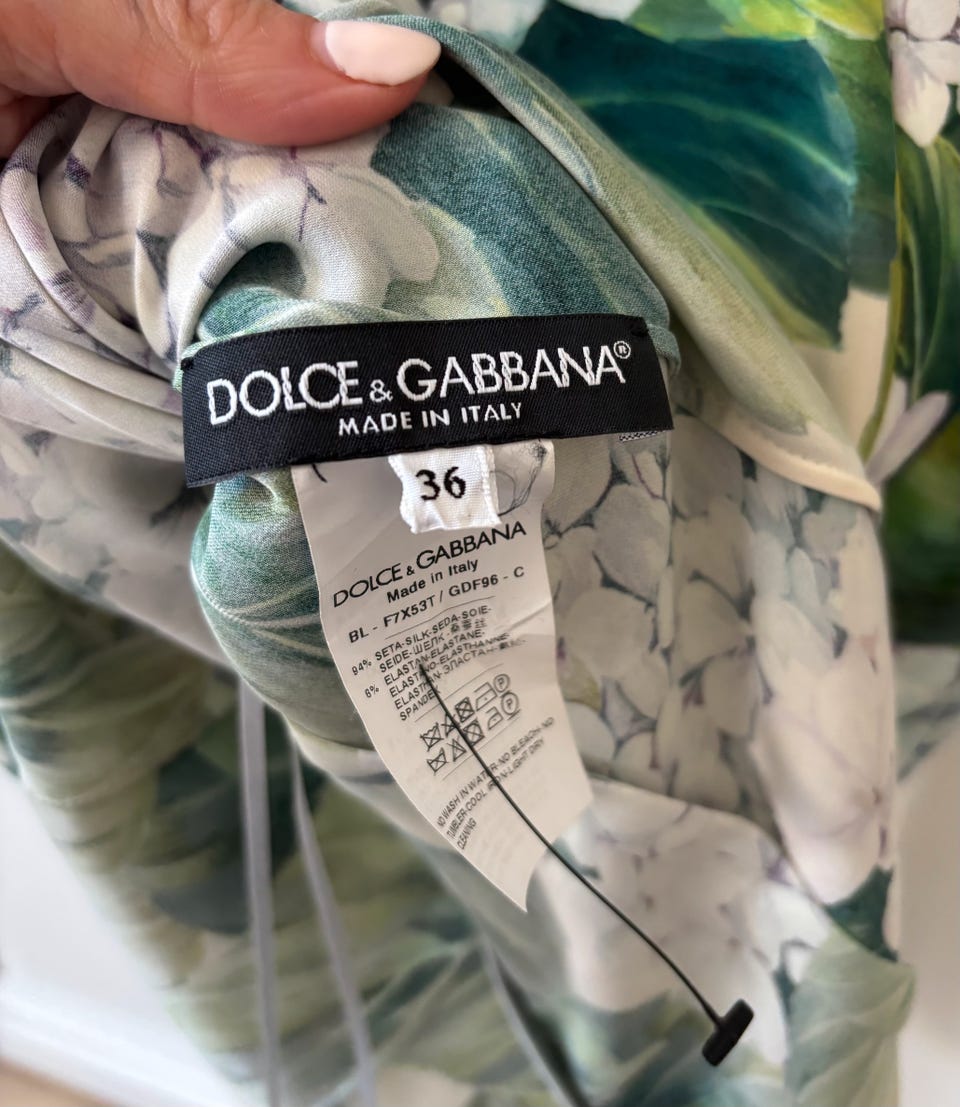 DOLCE & GABBANA®
MADE IN ITALY
36
DOLCE & GABBANA
Made in Italy
BL - F7X53T / GDF96 - C
94% SETA-SILK-SEDA-SOIE-
SEIDE-ШЕЛК-
6% ELASTAN-ELASTANE-
SPANDEX
NO WASH IN WATER-NO BLEACH-NO
TUMBLER-COOL IRON-LIGHT DRY
CLEANING